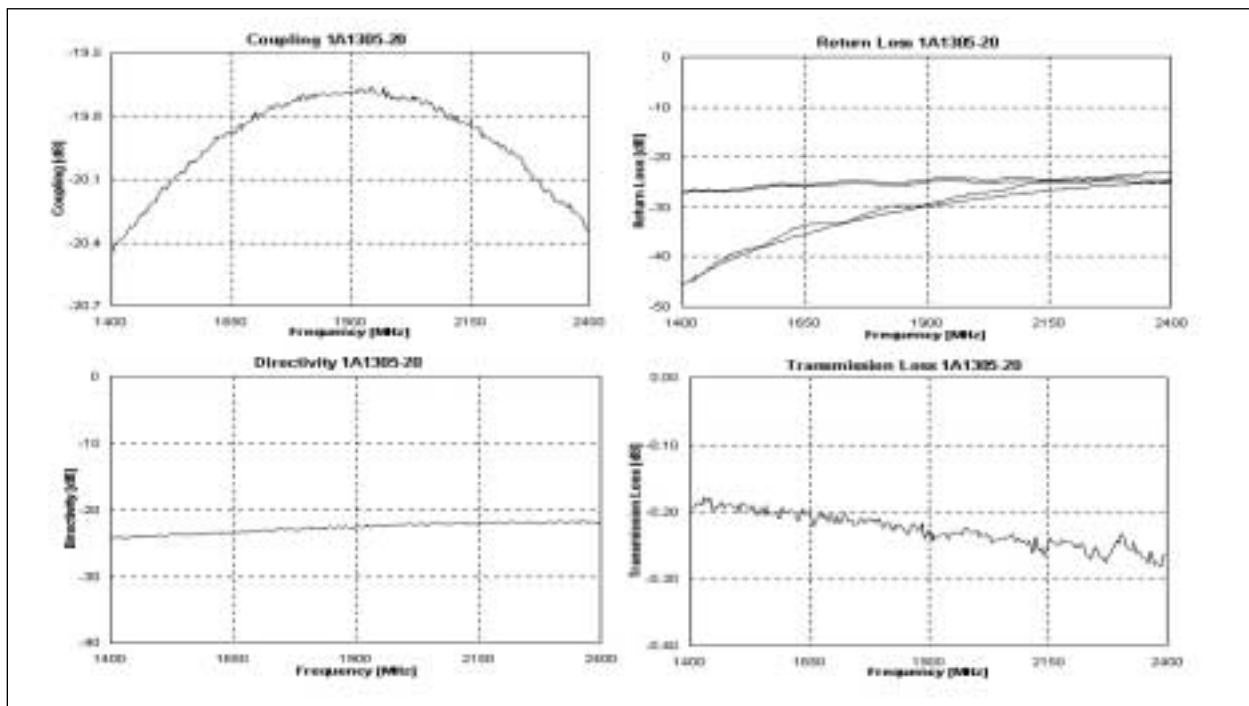 Coupling 1A1305-20
-19.5
-19.8
-20.1
-20.4
-20.7
Coupling [dB]
1400 1650 1900 2150 2400
Frequency [MHz]
Return Loss 1A1305-20
0
-10
-20
-30
-40
-50
Return Loss [dB]
1400 1650 1900 2150 2400
Frequency [MHz]
Directivity 1A1305-20
0
-10
-20
-30
-40
Directivity [dB]
1400 1650 1900 2150 2400
Frequency [MHz]
Transmission Loss 1A1305-20
0.00
-0.10
-0.20
-0.30
-0.40
Transmission Loss [dB]
1400 1650 1900 2150 2400
Frequency [MHz]